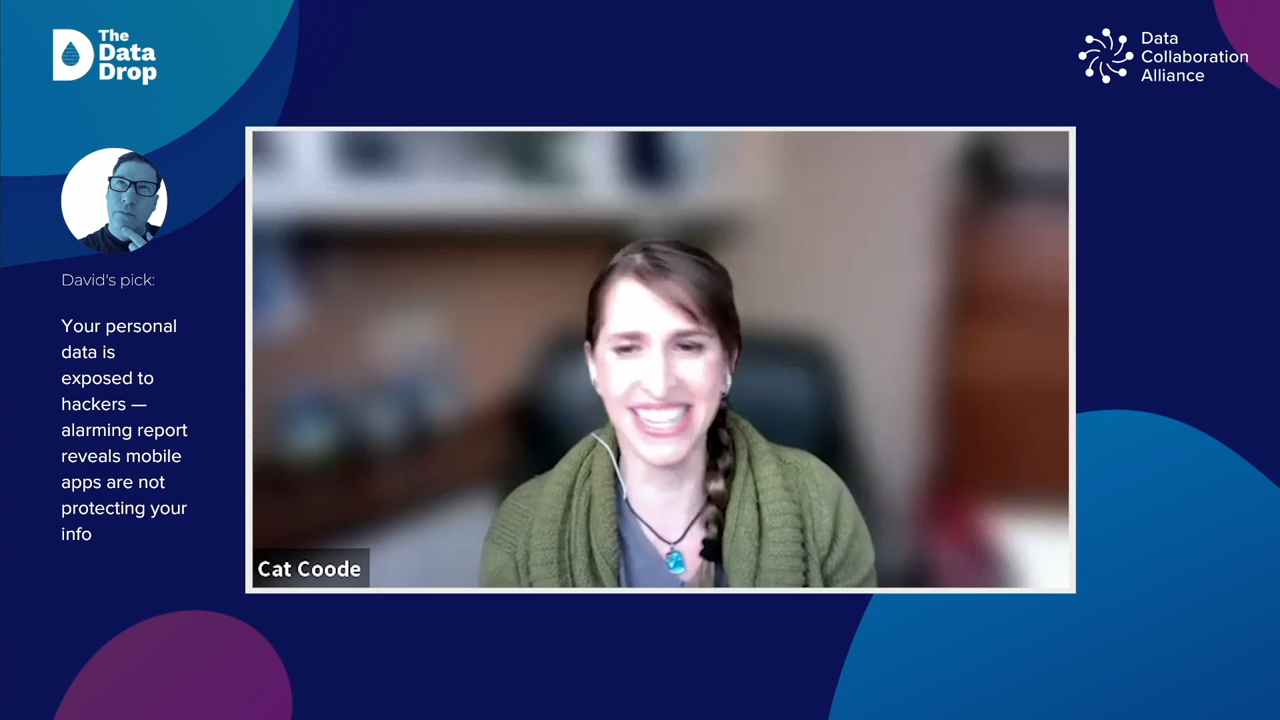 The
Data
Drop
Data
Collaboration
Alliance
David's pick:
Your personal
data is
exposed to
hackers —
alarming report
reveals mobile
apps are not
protecting your
info
Cat Coode